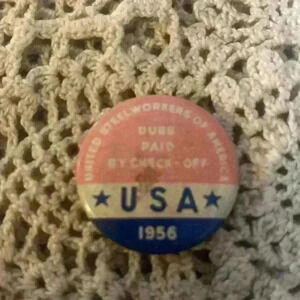 UNITED STEELWORKERS OF AMERICA
DUES
PAID
BY CHECK-OFF
★ USA ★
1956